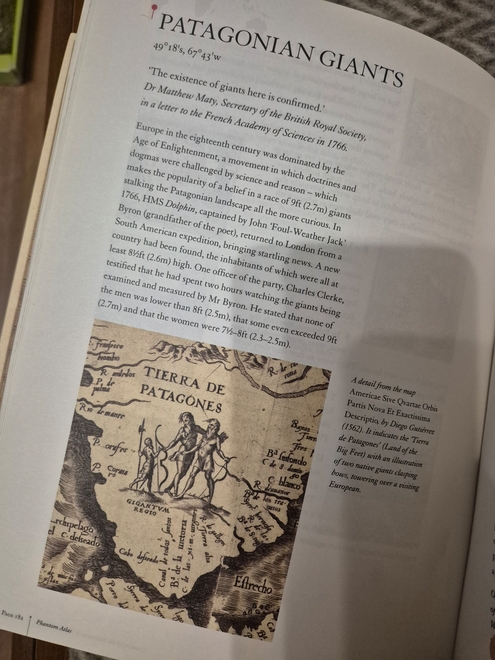 PATAGONIAN GIANTS
49°18's, 67°43'w
'The existence of giants here is confirmed.'
Dr Matthew Maty, Secretary of the British Royal Society,
in a letter to the French Academy of Sciences in 1766.
Europe in the eighteenth century was dominated by the
Age of Enlightenment, a movement in which doctrines and
dogmas were challenged by science and reason – which
makes the popularity of a belief in a race of 9ft (2.7m) giants
stalking the Patagonian landscape all the more curious. In
1766, HMS Dolphin, captained by John 'Foul-Weather Jack'
Byron (grandfather of the poet), returned to London from a
South American expedition, bringing startling news. A new
country had been found, the inhabitants of which were all at
least 8½ft (2.6m) high. One officer of the party, Charles Clerke,
testified that he had spent two hours watching the giants being
examined and measured by Mr Byron. He stated that none of
the men was lower than 8ft (2.5m), that some even exceeded 9ft
(2.7m) and that the women were 7½–8ft (2.3–2.5m).
TIERRA DE
PATAGONES
GIGANTVM
REGIO
C. blanco
Cabo deseado
Estrecho
A detail from the map
Americae Sive Qvartae Orbis
Partis Nova Et Exactissima
Descriptio, by Diego Gutiérrez
(1562). It indicates the 'Tierra
de Patagones' (Land of the
Big Feet) with an illustration
of two native giants clasping
bows, towering over a visiting
European.
Page 182
Phantom Atlas